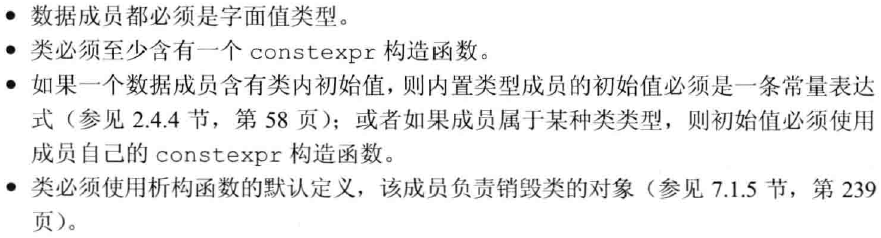 • 数据成员都必须是字面值类型。
• 类必须至少含有一个 constexpr 构造函数。
• 如果一个数据成员含有类内初始值，则内置类型成员的初始值必须是一条常量表达
式（参见 2.4.4 节，第 58 页）；或者如果成员属于某种类类型，则初始值必须使用
成员自己的 constexpr 构造函数。
• 类必须使用析构函数的默认定义，该成员负责销毁类的对象（参见 7.1.5 节，第 239
页）。